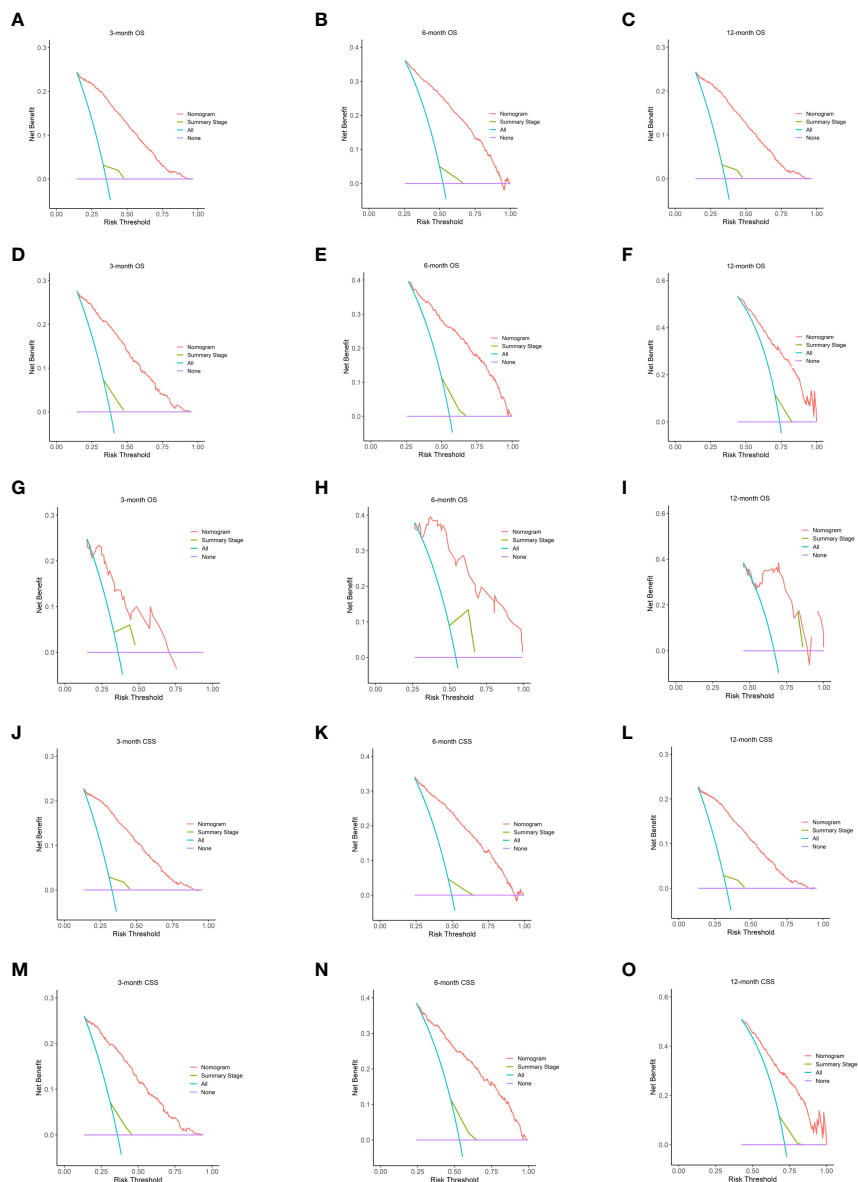 A
3-month OS
0.3
0.2
0.1
0.0
Net Benefit
0.00 0.25 0.50 0.75 1.00
Risk Threshold
Nomogram
Summary Stage
All
None
B
6-month OS
0.4
0.3
0.2
0.1
0.0
Net Benefit
0.00 0.25 0.50 0.75 1.00
Risk Threshold
Nomogram
Summary Stage
All
None
C
12-month OS
0.3
0.2
0.1
0.0
Net Benefit
0.00 0.25 0.50 0.75 1.00
Risk Threshold
Nomogram
Summary Stage
All
None
D
3-month OS
0.3
0.2
0.1
0.0
Net Benefit
0.00 0.25 0.50 0.75 1.00
Risk Threshold
Nomogram
Summary Stage
All
None
E
6-month OS
0.4
0.3
0.2
0.1
0.0
Net Benefit
0.00 0.25 0.50 0.75 1.00
Risk Threshold
Nomogram
Summary Stage
All
None
F
12-month OS
0.6
0.4
0.2
0.0
Net Benefit
0.00 0.25 0.50 0.75 1.00
Risk Threshold
Nomogram
Summary Stage
All
None
G
3-month OS
0.3
0.2
0.1
0.0
Net Benefit
0.00 0.25 0.50 0.75 1.00
Risk Threshold
Nomogram
Summary Stage
All
None
H
6-month OS
0.4
0.3
0.2
0.1
0.0
Net Benefit
0.00 0.25 0.50 0.75 1.00
Risk Threshold
Nomogram
Summary Stage
All
None
I
12-month OS
0.6
0.4
0.2
0.0
Net Benefit
0.00 0.25 0.50 0.75 1.00
Risk Threshold
Nomogram
Summary Stage
All
None
J
3-month CSS
0.3
0.2
0.1
0.0
Net Benefit
0.00 0.25 0.50 0.75 1.00
Risk Threshold
Nomogram
Summary Stage
All
None
K
6-month CSS
0.4
0.3
0.2
0.1
0.0
Net Benefit
0.00 0.25 0.50 0.75 1.00
Risk Threshold
Nomogram
Summary Stage
All
None
L
12-month CSS
0.3
0.2
0.1
0.0
Net Benefit
0.00 0.25 0.50 0.75 1.00
Risk Threshold
Nomogram
Summary Stage
All
None
M
3-month CSS
0.3
0.2
0.1
0.0
Net Benefit
0.00 0.25 0.50 0.75 1.00
Risk Threshold
Nomogram
Summary Stage
All
None
N
6-month CSS
0.4
0.3
0.2
0.1
0.0
Net Benefit
0.00 0.25 0.50 0.75 1.00
Risk Threshold
Nomogram
Summary Stage
All
None
O
12-month CSS
0.6
0.4
0.2
0.0
Net Benefit
0.00 0.25 0.50 0.75 1.00
Risk Threshold
Nomogram
Summary Stage
All
None